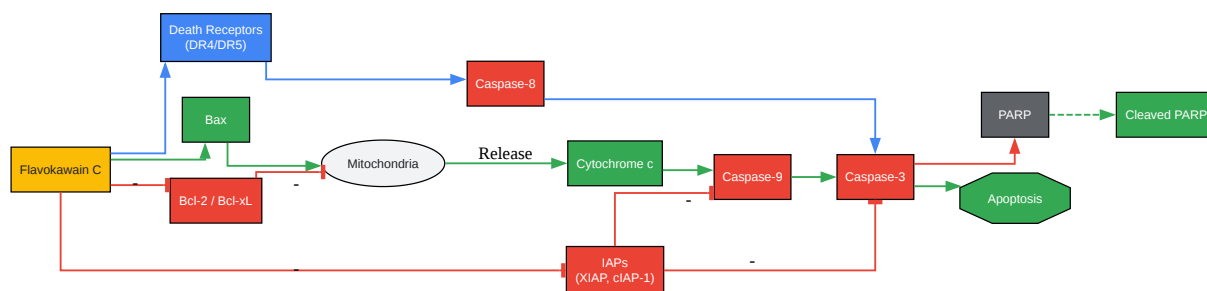 Death Receptors
(DR4/DR5)
Caspase-8
Bax
PARP
Cleaved PARP
Flavokawain C
-
Bcl-2 / Bcl-xL
-
Mitochondria
Release
Cytochrome c
Caspase-9
-
Caspase-3
Apoptosis
-
IAPs
(XIAP, cIAP-1)
-